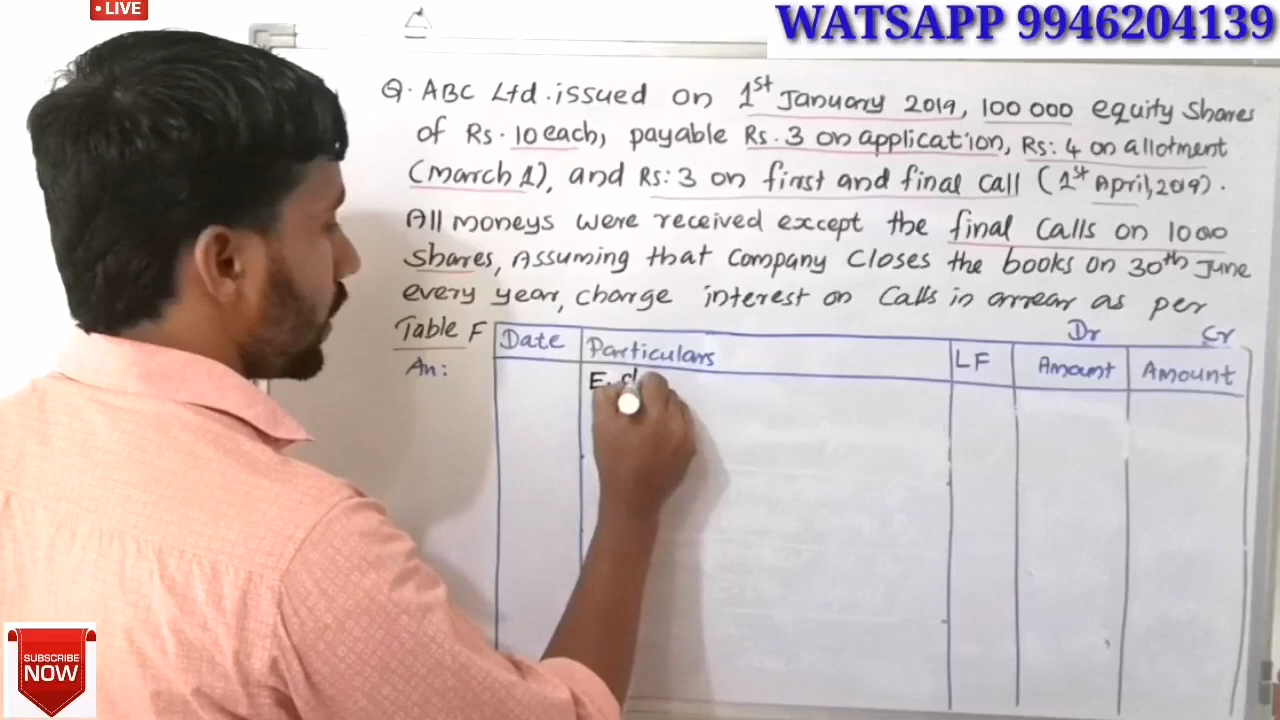 LIVE
WATSAPP 9946204139
Q. ABC Ltd. issued on 1st January 2019, 100 000 equity shares
of Rs. 10 each, payable Rs. 3 on application, Rs: 4 on allotment
(March 1), and Rs: 3 on first and final call (1st April, 2019).
All moneys were received except the final calls on 1000
shares, Assuming that company closes the books on 30th June
every year, charge interest on calls in arrear as per
Table F
An:
Dr Cr
Date Particulars LF Amount Amount
E.
SUBSCRIBE
NOW